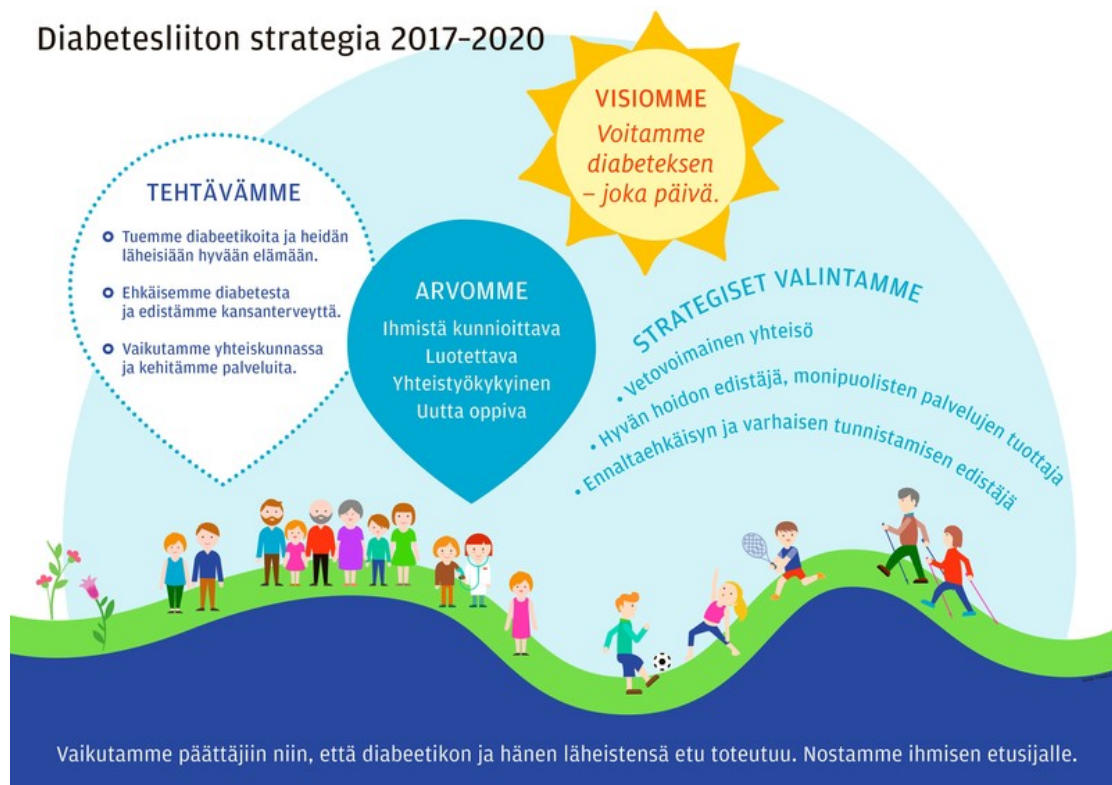 Diabetesliiton strategia 2017–2020
VISIOMME
Voitamme
diabeteksen
– joka päivä.
TEHTÄVÄMME
Tuemme diabeetikoita ja heidän
läheisiään hyvään elämään.
Ehkäisemme diabetesta
ja edistämme kansanterveyttä.
Vaikutamme yhteiskunnassa
ja kehitämme palveluita.
ARVOMME
Ihmistä kunnioittava
Luotettava
Yhteistyökykyinen
Uutta oppiva
STRATEGISET VALINTAMME
• Vetovoimainen yhteisö
• Hyvän hoidon edistäjä, monipuolisten palvelujen tuottaja
• Ennaltaehkäisyn ja varhaisen tunnistamisen edistäjä
Vaikutamme päättäjiin niin, että diabeetikon ja hänen läheistensä etu toteutuu. Nostamme ihmisen etusijalle.